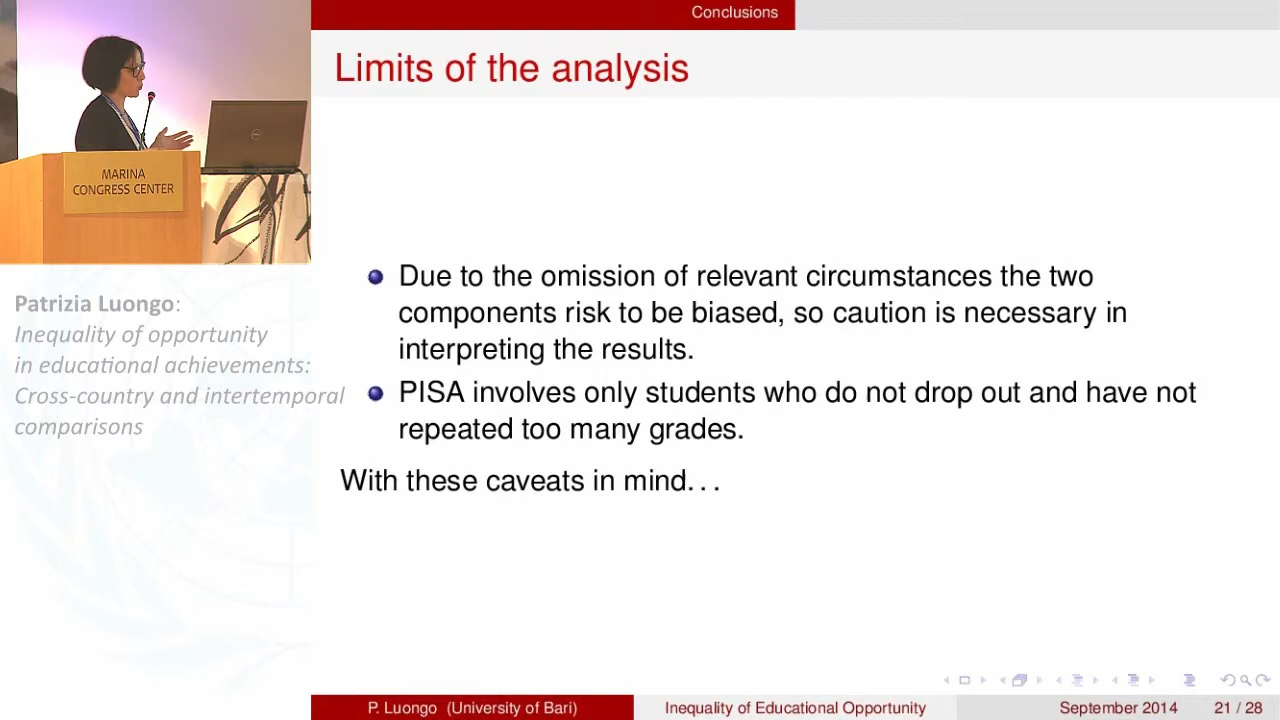 Conclusions
Limits of the analysis
MARINA
CONGRESS CENTER
Patrizia Luongo:
Inequality of opportunity
in educational achievements:
Cross-country and intertemporal
comparisons
Due to the omission of relevant circumstances the two
components risk to be biased, so caution is necessary in
interpreting the results.
PISA involves only students who do not drop out and have not
repeated too many grades.
With these caveats in mind. . .
P. Luongo (University of Bari)
Inequality of Educational Opportunity
September 2014
21 / 28